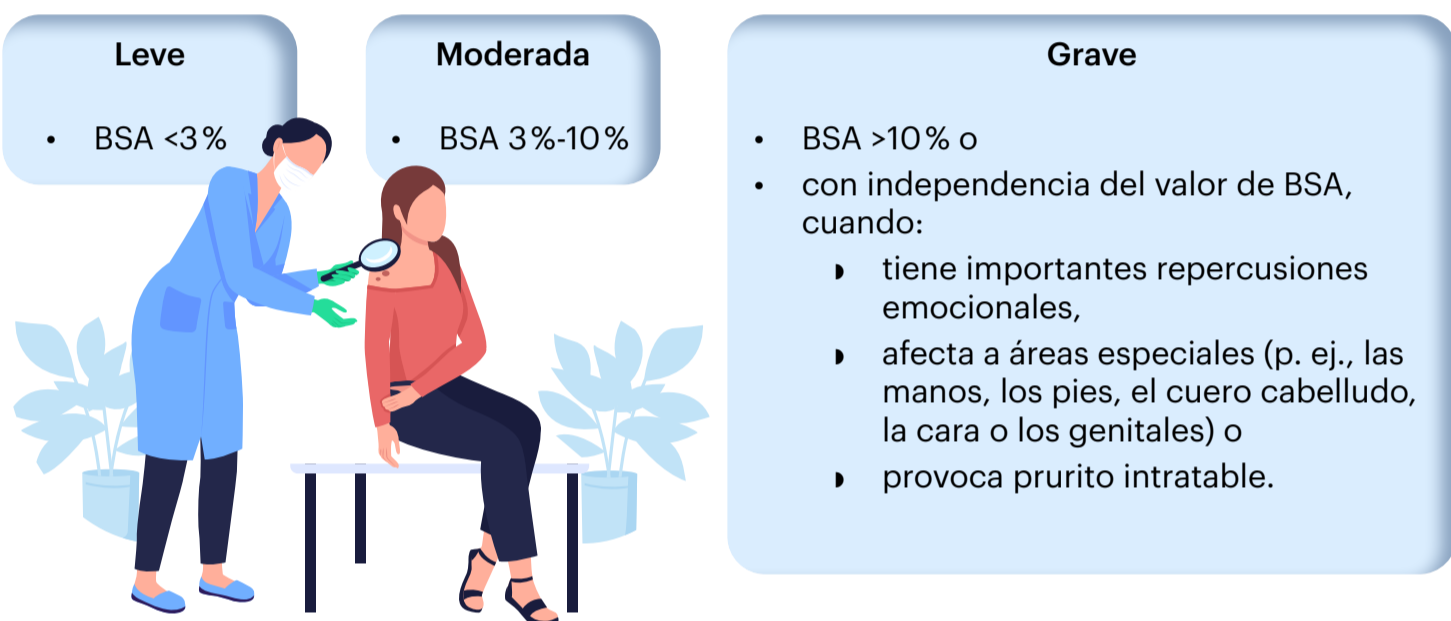 Leve
• BSA <3%
Moderada
• BSA 3%-10%
Grave
• BSA >10% o
• con independencia del valor de BSA,
cuando:
◗ tiene importantes repercusiones
emocionales,
◗ afecta a áreas especiales (p. ej., las
manos, los pies, el cuero cabelludo,
la cara o los genitales) o
◗ provoca prurito intratable.